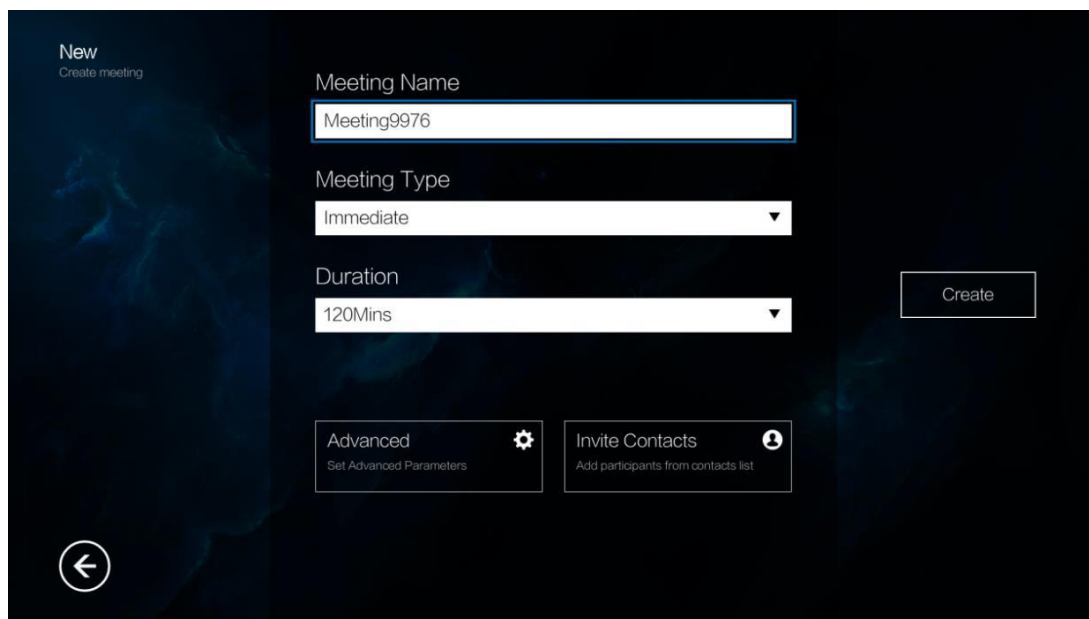 New
Create meeting
Meeting Name
Meeting9976
Meeting Type
Immediate
Duration
120Mins
Create
Advanced
Set Advanced Parameters
Invite Contacts
Add participants from contacts list